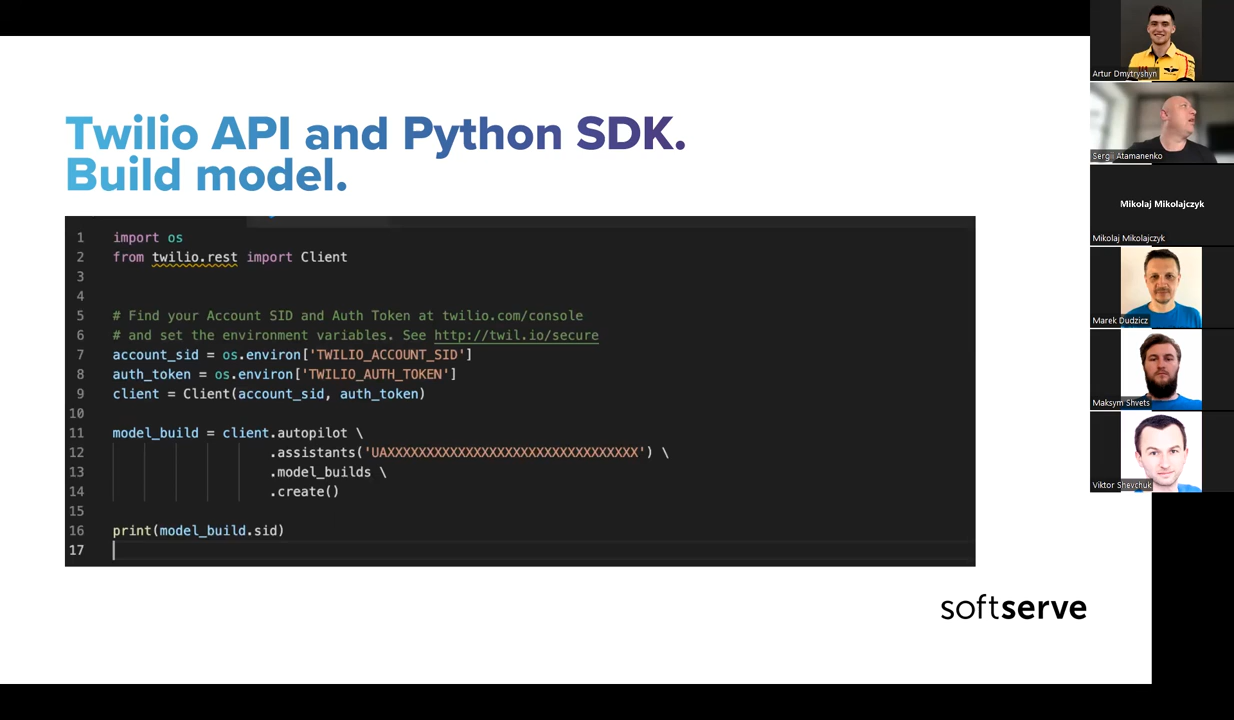 Twilio API and Python SDK.
Build model.
1 import os
2 from twilio.rest import Client
3
4
5 # Find your Account SID and Auth Token at twilio.com/console
6 # and set the environment variables. See http://twil.io/secure
7 account_sid = os.environ['TWILIO_ACCOUNT_SID']
8 auth_token = os.environ['TWILIO_AUTH_TOKEN']
9 client = Client(account_sid, auth_token)
10
11 model_build = client.autopilot \
12 .assistants('UAXXXXXXXXXXXXXXXXXXXXXXXXXXXXXXXX') \
13 .model_builds \
14 .create()
15
16 print(model_build.sid)
17
softserve
Artur Dmytryshyn
Sergii Atamanenko
Mikolaj Mikolajczyk
Mikolaj Mikolajczyk
Marek Dudzicz
Maksym Shvets
Viktor Shevchuk